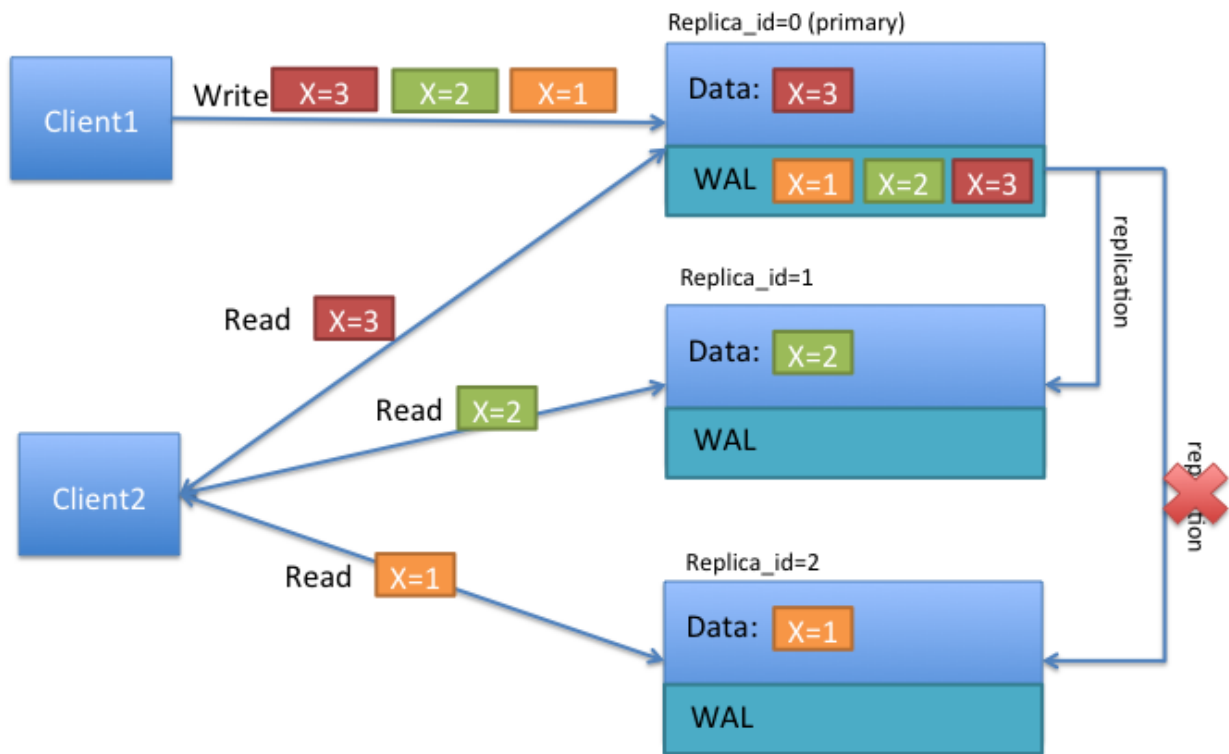 Replica_id=0 (primary)
Client1
Write X=3 X=2 X=1
Data: X=3
WAL X=1 X=2 X=3
replication
Read X=3
Replica_id=1
Data: X=2
WAL
Read X=2
Client2
Read X=1
Replica_id=2
Data: X=1
WAL